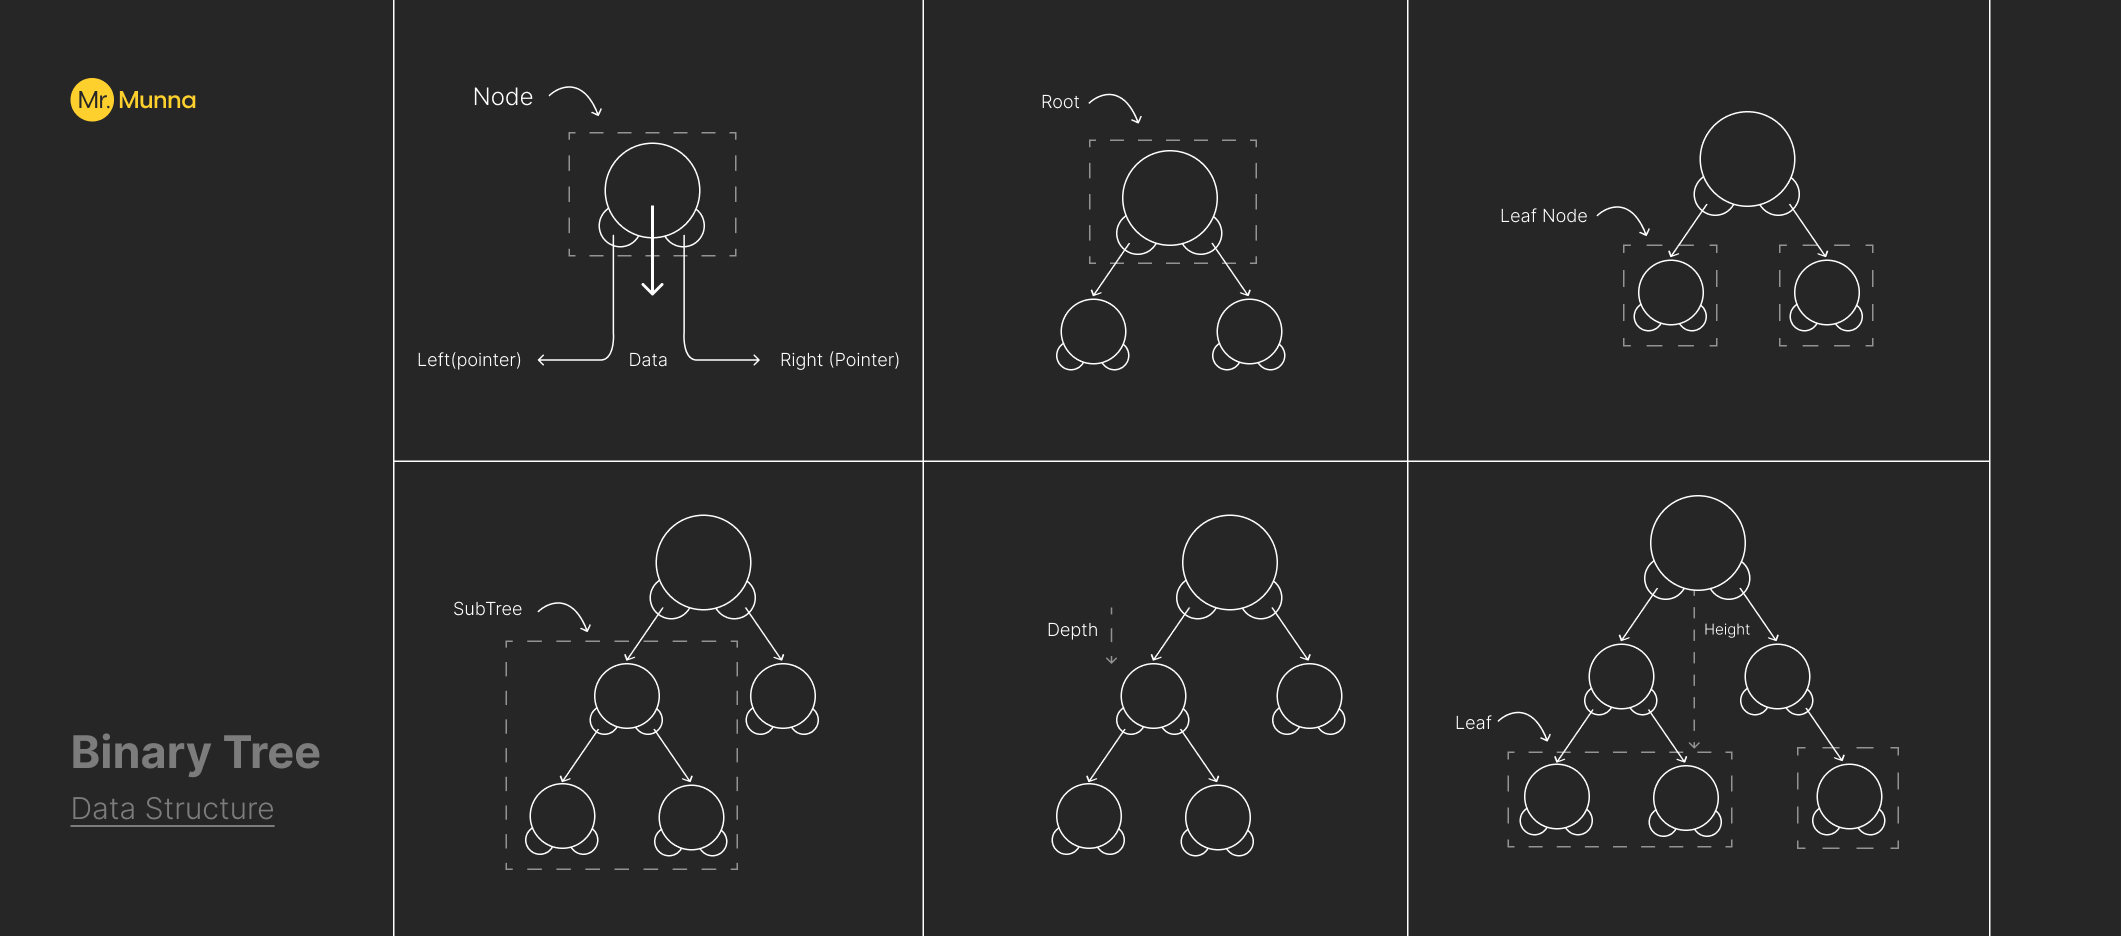 Mr. Munna
Node
Left(pointer)
Data
Right (Pointer)
Root
Leaf Node
SubTree
Depth
Height
Leaf
Binary Tree
Data Structure